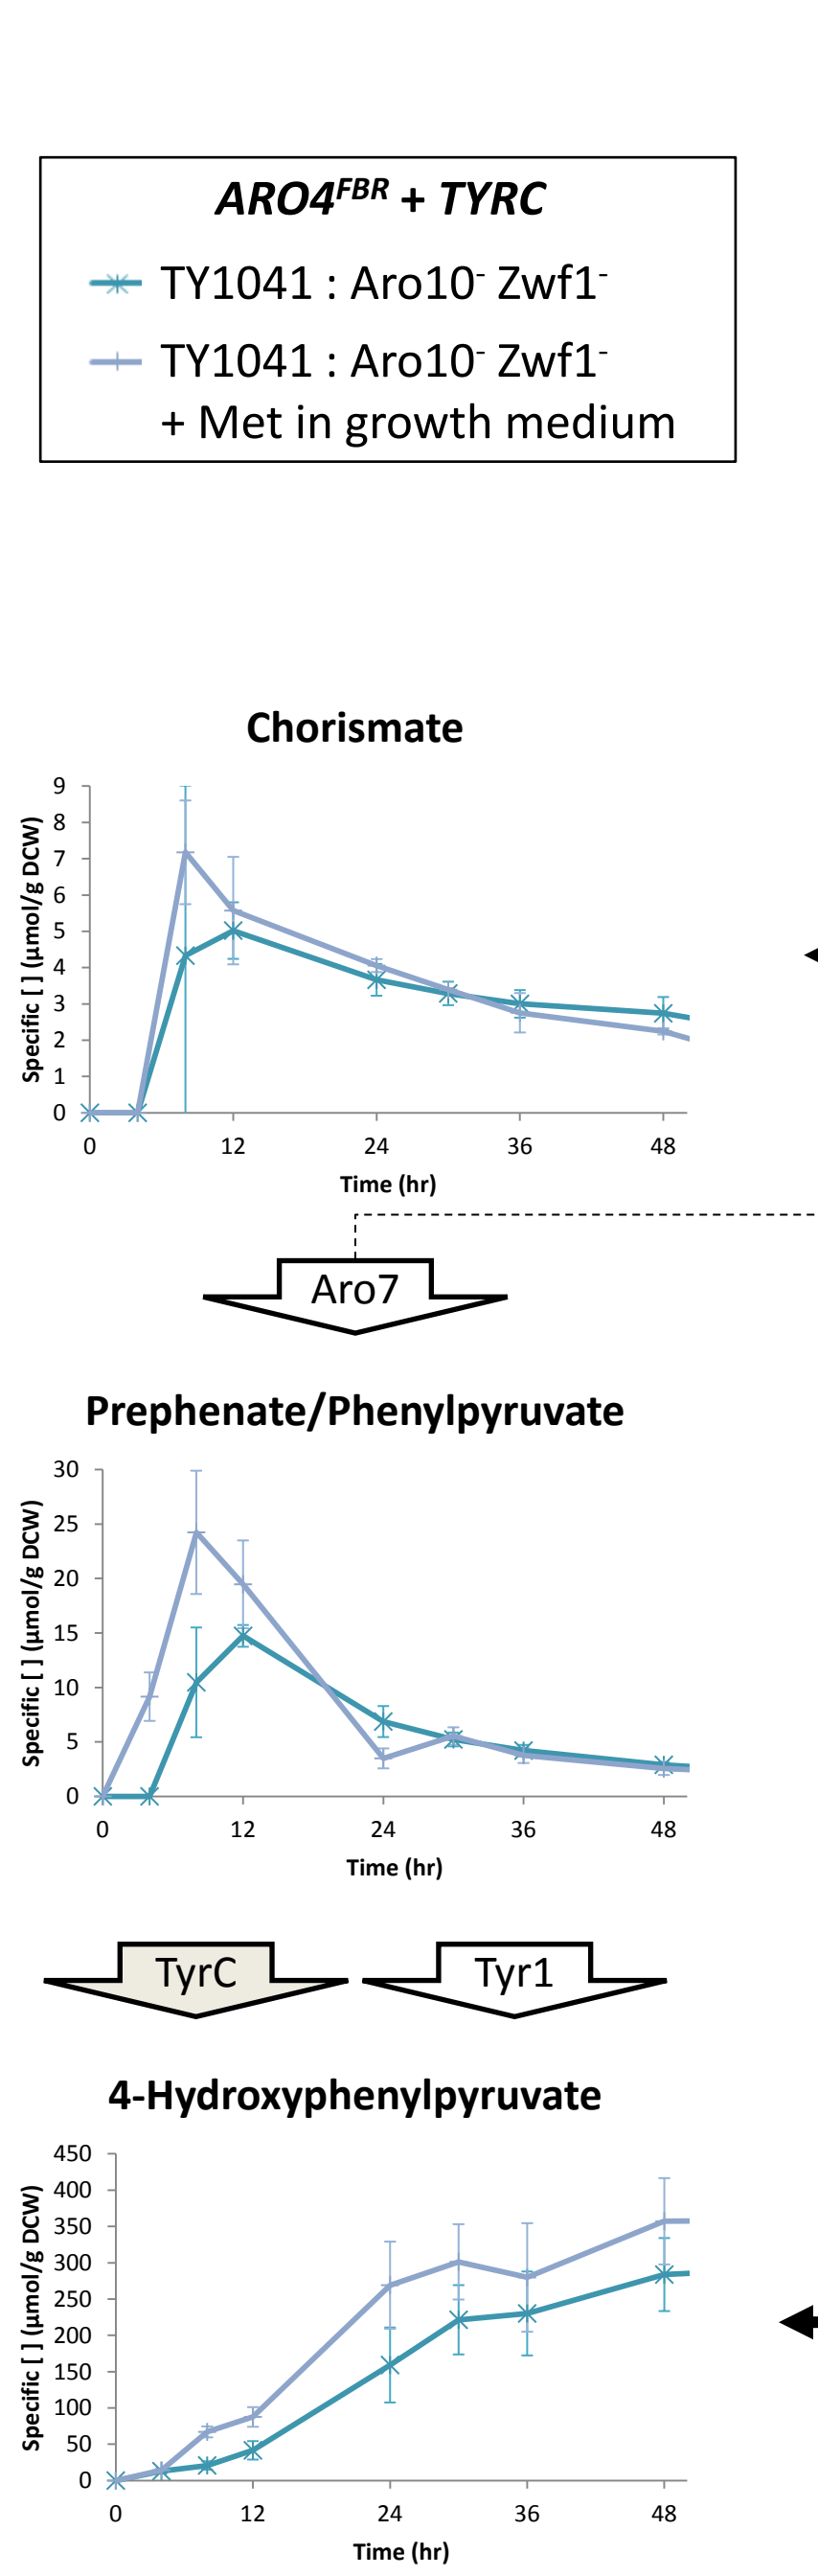 ARO4FBR + TYRC
TY1041 : Aro10- Zwf1-
TY1041 : Aro10- Zwf1-
+ Met in growth medium
Chorismate
Specific [ ] (µmol/g DCW)
9
8
7
6
5
4
3
2
1
0
0 12 24 36 48
Time (hr)
Aro7
Prephenate/Phenylpyruvate
Specific [ ] (µmol/g DCW)
30
25
20
15
10
5
0
0 12 24 36 48
Time (hr)
TyrC Tyr1
4-Hydroxyphenylpyruvate
Specific [ ] (µmol/g DCW)
450
400
350
300
250
200
150
100
50
0
0 12 24 36 48
Time (hr)